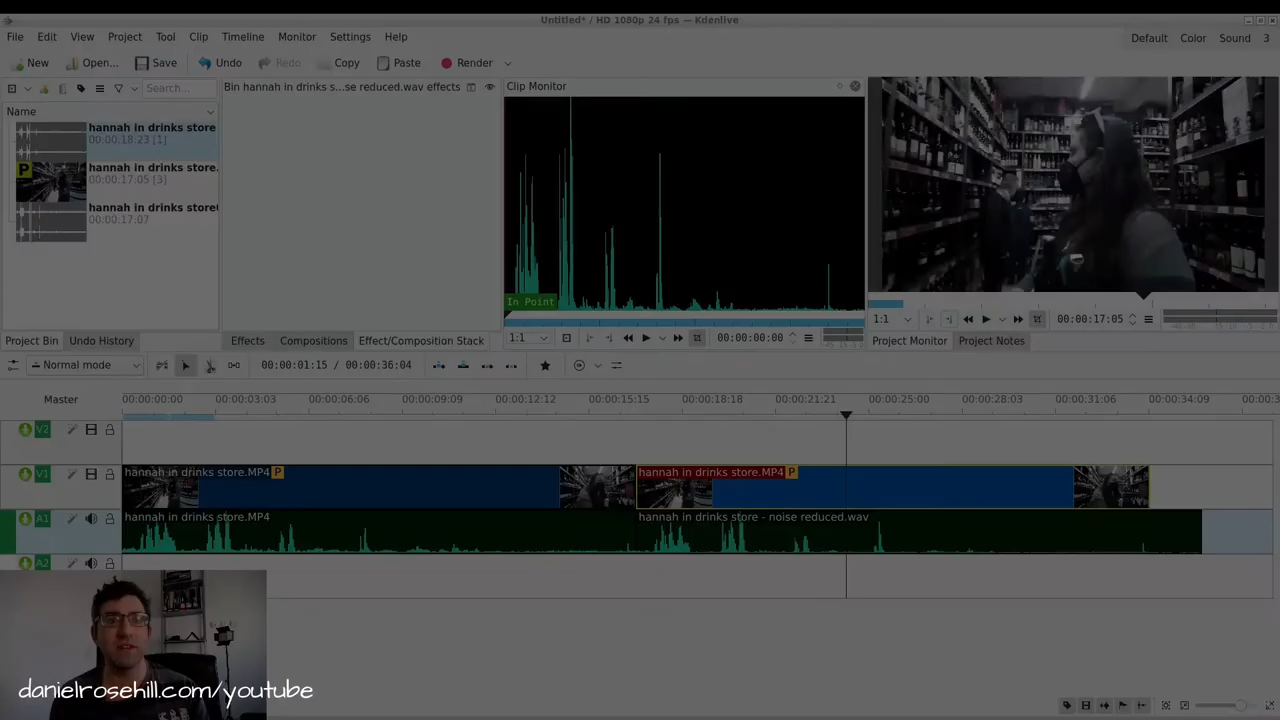 Untitled* / HD 1080p 24 fps — Kdenlive
File Edit View Project Tool Clip Timeline Monitor Settings Help
Default Color Sound 3
New Open... Save Undo Redo Copy Paste Render
Search...
Bin hannah in drinks s...se reduced.wav effects
Clip Monitor
Name
hannah in drinks store
00:00:18:23 [1]
P
hannah in drinks store.
00:00:17:05 [3]
hannah in drinks store
00:00:17:07
In Point
1:1 00:00:00:00
1:1 00:00:17:05
Project Bin Undo History
Effects Compositions Effect/Composition Stack
Project Monitor Project Notes
Normal mode 00:00:01:15 / 00:00:36:04
Master
00:00:00:00 00:00:03:03 00:00:06:06 00:00:09:09 00:00:12:12 00:00:15:15 00:00:18:18 00:00:21:21 00:00:25:00 00:00:28:03 00:00:31:06 00:00:34:09 00:00:3
V2
V1 hannah in drinks store.MP4 P hannah in drinks store.MP4 P
A1 hannah in drinks store.MP4 hannah in drinks store - noise reduced.wav
A2
danielrosehill.com/youtube